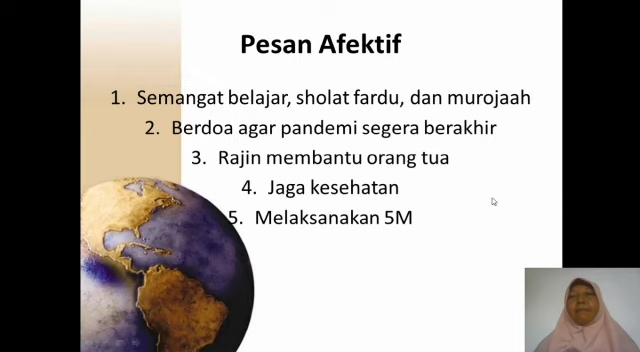 Pesan Afektif
1. Semangat belajar, sholat fardu, dan murojaah
2. Berdoa agar pandemi segera berakhir
3. Rajin membantu orang tua
4. Jaga kesehatan
5. Melaksanakan 5M